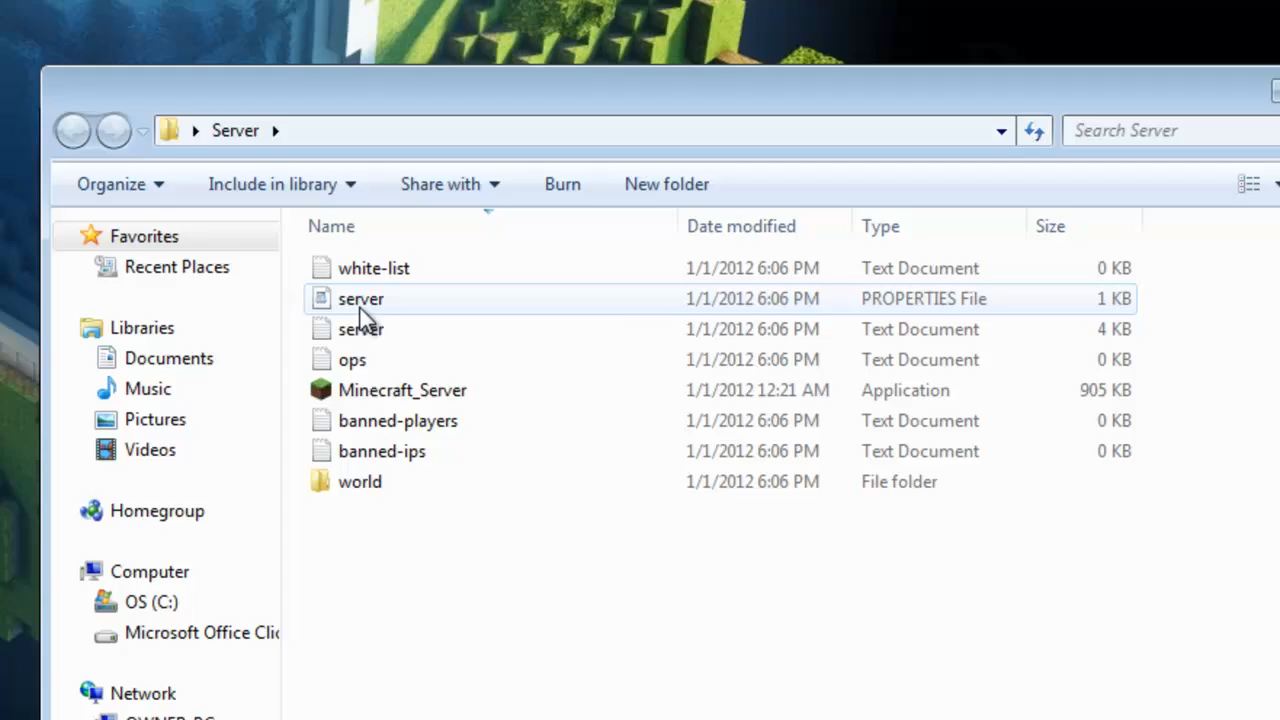 Server
Search Server
Organize Include in library Share with Burn New folder
Name Date modified Type Size
Favorites
Recent Places
Libraries
Documents
Music
Pictures
Videos
Homegroup
Computer
OS (C:)
Microsoft Office Clic
Network
OWNER-PC
white-list 1/1/2012 6:06 PM Text Document 0 KB
server 1/1/2012 6:06 PM PROPERTIES File 1 KB
server 1/1/2012 6:06 PM Text Document 4 KB
ops 1/1/2012 6:06 PM Text Document 0 KB
Minecraft_Server 1/1/2012 12:21 AM Application 905 KB
banned-players 1/1/2012 6:06 PM Text Document 0 KB
banned-ips 1/1/2012 6:06 PM Text Document 0 KB
world 1/1/2012 6:06 PM File folder